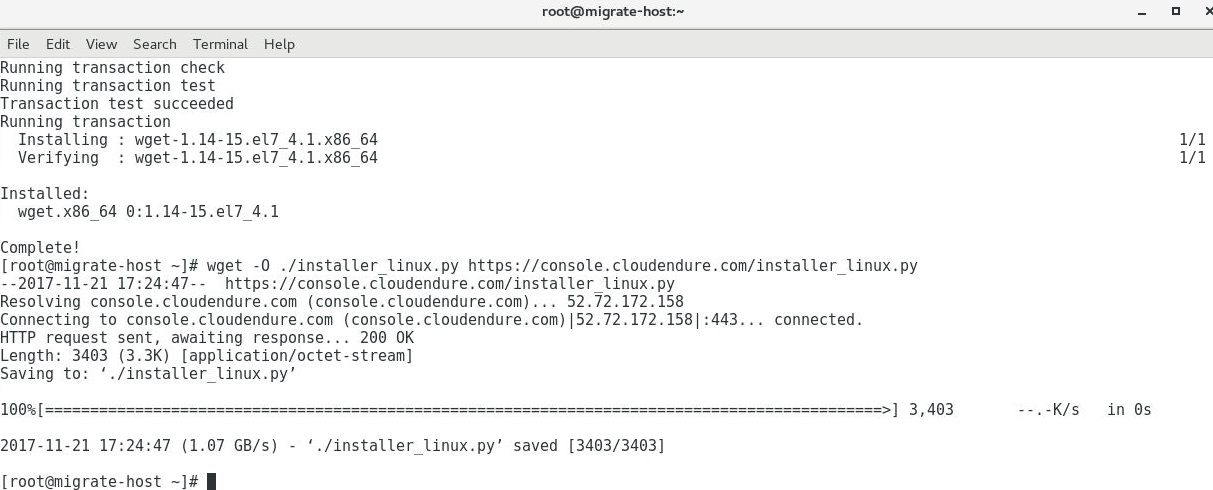 root@migrate-host:~
File Edit View Search Terminal Help
Running transaction check
Running transaction test
Transaction test succeeded
Running transaction
  Installing : wget-1.14-15.el7_4.1.x86_64 1/1
  Verifying  : wget-1.14-15.el7_4.1.x86_64 1/1
Installed:
  wget.x86_64 0:1.14-15.el7_4.1
Complete!
[root@migrate-host ~]# wget -O ./installer_linux.py https://console.cloudendure.com/installer_linux.py
--2017-11-21 17:24:47--  https://console.cloudendure.com/installer_linux.py
Resolving console.cloudendure.com (console.cloudendure.com)... 52.72.172.158
Connecting to console.cloudendure.com (console.cloudendure.com)|52.72.172.158|:443... connected.
HTTP request sent, awaiting response... 200 OK
Length: 3403 (3.3K) [application/octet-stream]
Saving to: ‘./installer_linux.py’
100%[=============================================================================================>] 3,403       --.-K/s   in 0s
2017-11-21 17:24:47 (1.07 GB/s) - ‘./installer_linux.py’ saved [3403/3403]
[root@migrate-host ~]#